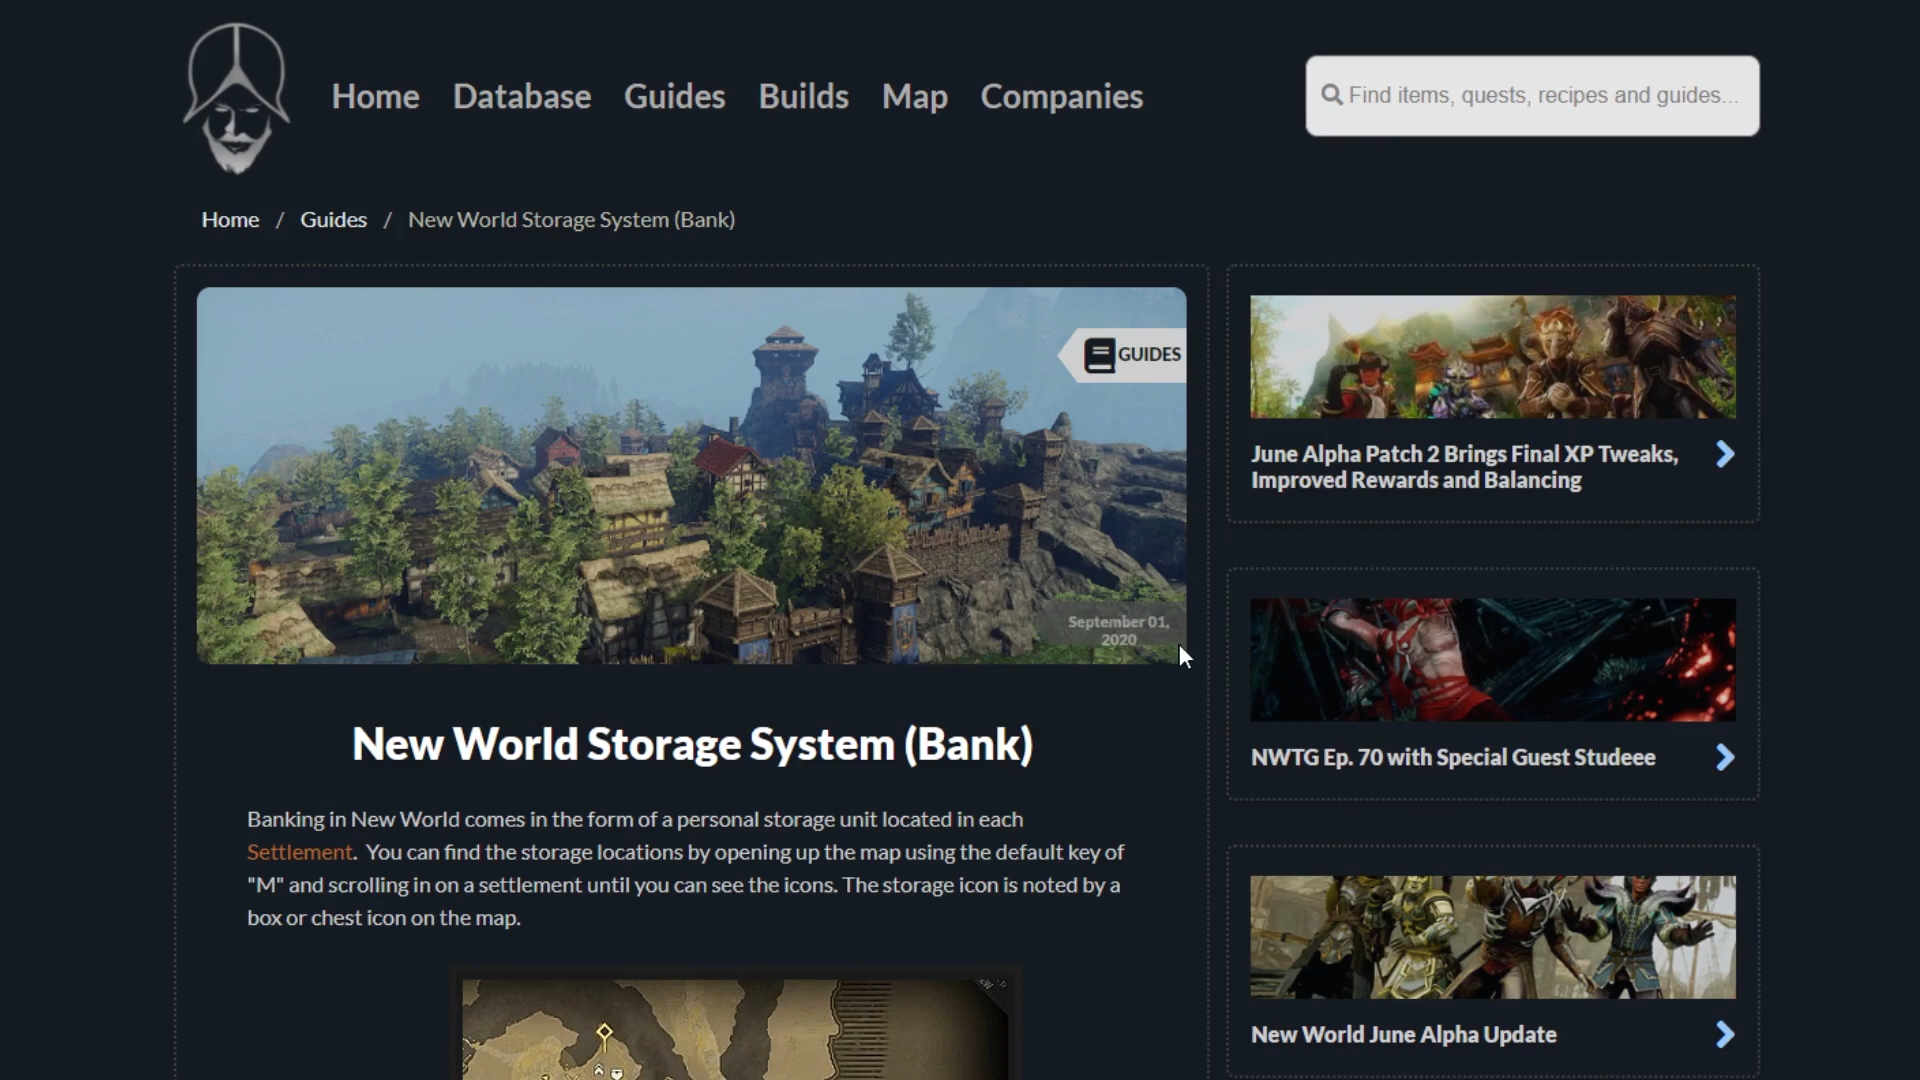 Home Database Guides Builds Map Companies
Find items, quests, recipes and guides...
Home / Guides / New World Storage System (Bank)
GUIDES
September 01,
2020
New World Storage System (Bank)
Banking in New World comes in the form of a personal storage unit located in each
Settlement.  You can find the storage locations by opening up the map using the default key of
"M" and scrolling in on a settlement until you can see the icons. The storage icon is noted by a
box or chest icon on the map.
June Alpha Patch 2 Brings Final XP Tweaks,
Improved Rewards and Balancing
NWTG Ep. 70 with Special Guest Studeee
New World June Alpha Update